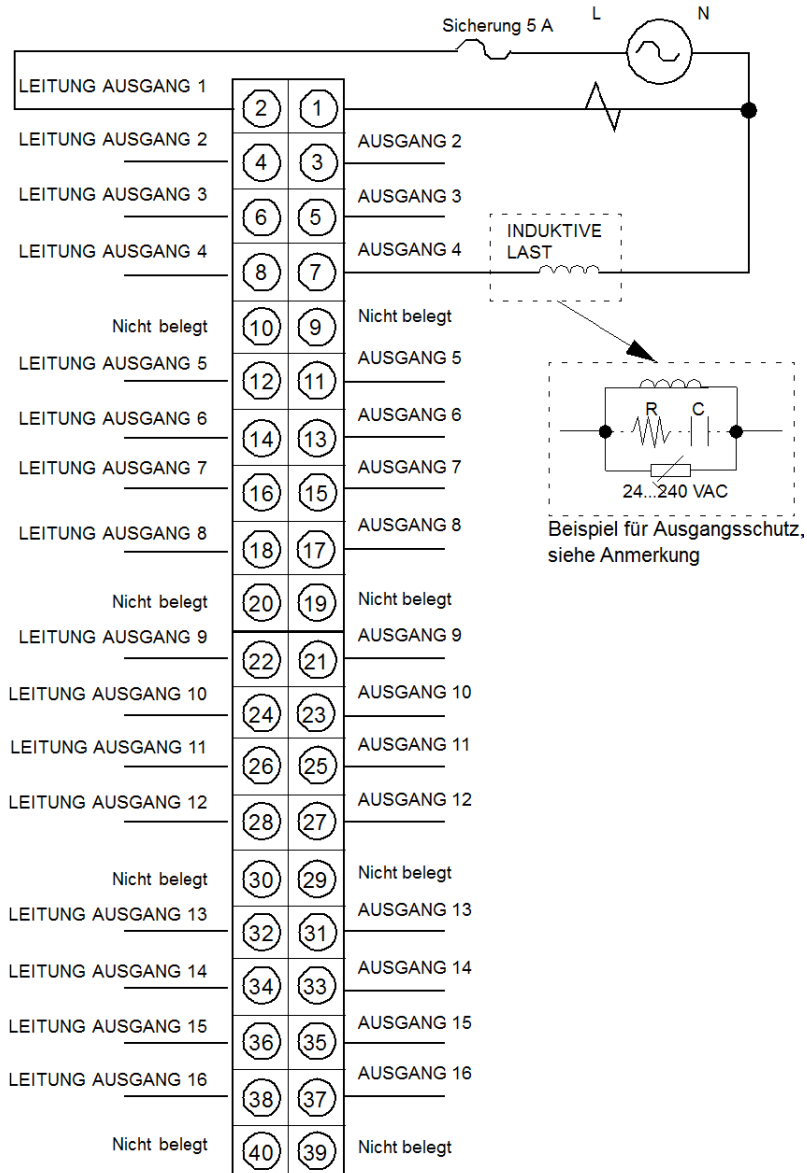 Sicherung 5 A
L
N
LEITUNG AUSGANG 1
2
1
LEITUNG AUSGANG 2
4
3
AUSGANG 2
LEITUNG AUSGANG 3
6
5
AUSGANG 3
LEITUNG AUSGANG 4
8
7
AUSGANG 4
INDUKTIVE
LAST
Nicht belegt
10
9
Nicht belegt
LEITUNG AUSGANG 5
12
11
AUSGANG 5
LEITUNG AUSGANG 6
14
13
AUSGANG 6
R
C
24...240 VAC
Beispiel für Ausgangsschutz,
siehe Anmerkung
LEITUNG AUSGANG 7
16
15
AUSGANG 7
LEITUNG AUSGANG 8
18
17
AUSGANG 8
Nicht belegt
20
19
Nicht belegt
LEITUNG AUSGANG 9
22
21
AUSGANG 9
LEITUNG AUSGANG 10
24
23
AUSGANG 10
LEITUNG AUSGANG 11
26
25
AUSGANG 11
LEITUNG AUSGANG 12
28
27
AUSGANG 12
Nicht belegt
30
29
Nicht belegt
LEITUNG AUSGANG 13
32
31
AUSGANG 13
LEITUNG AUSGANG 14
34
33
AUSGANG 14
LEITUNG AUSGANG 15
36
35
AUSGANG 15
LEITUNG AUSGANG 16
38
37
AUSGANG 16
Nicht belegt
40
39
Nicht belegt